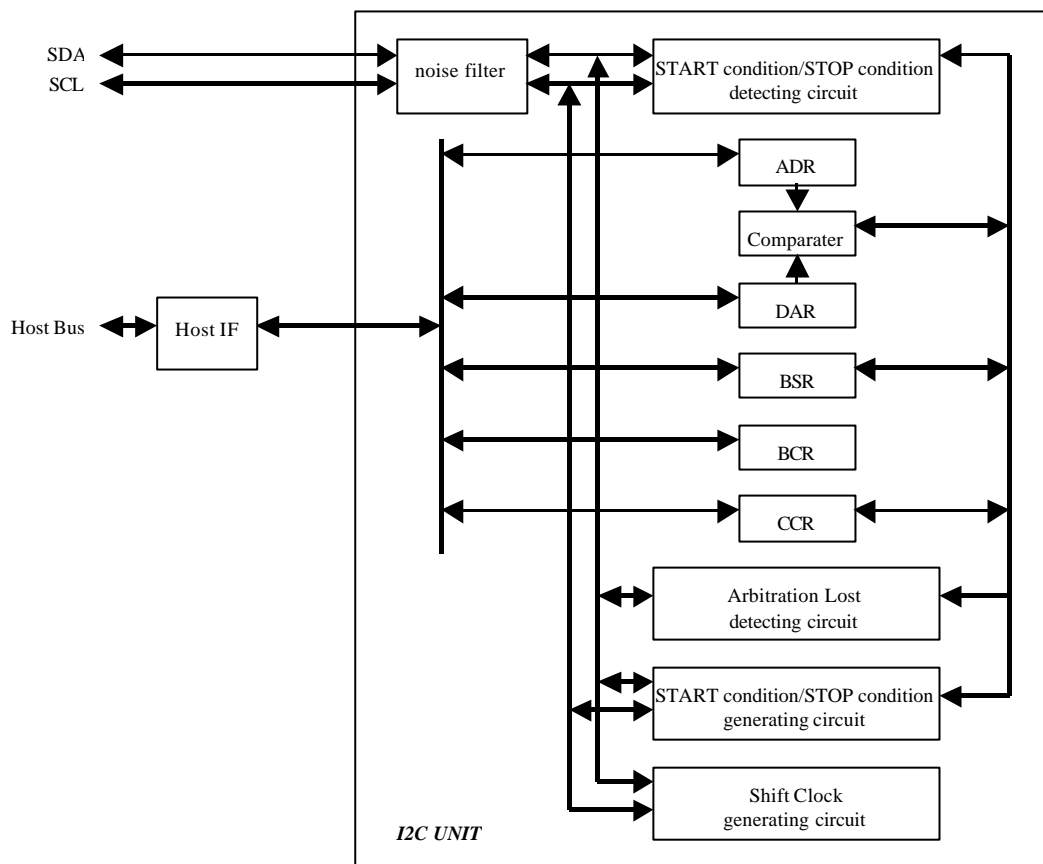 SDA
SCL
noise filter
START condition/STOP condition
detecting circuit
ADR
Comparater
DAR
Host Bus
Host IF
BSR
BCR
CCR
Arbitration Lost
detecting circuit
START condition/STOP condition
generating circuit
Shift Clock
generating circuit
I2C UNIT